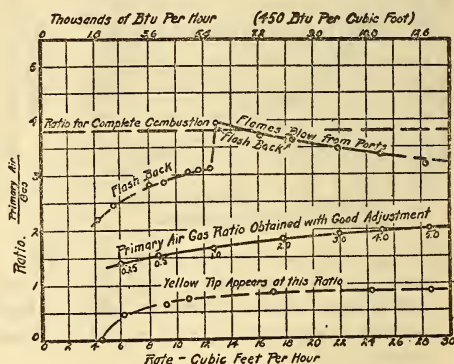 Thousands of Btu Per Hour (450 Btu Per Cubic Foot)
0 1.8 3.6 5.4 7.2 9.0 10.8 12.6
5
4
3
2
1
0
Ratio. Primary Air / Gas
Ratio for Complete Combustion
Flames Blow from Ports
Flash Back
Flash Back
Primary Air Gas Ratio Obtained with Good Adjustment
0.5 1.0 2.0 3.0 4.0 5.0
Yellow Tip Appears at this Ratio
0 2 4 6 8 10 12 14 16 18 20 22 24 26 28 30
Rate - Cubic Feet Per Hour